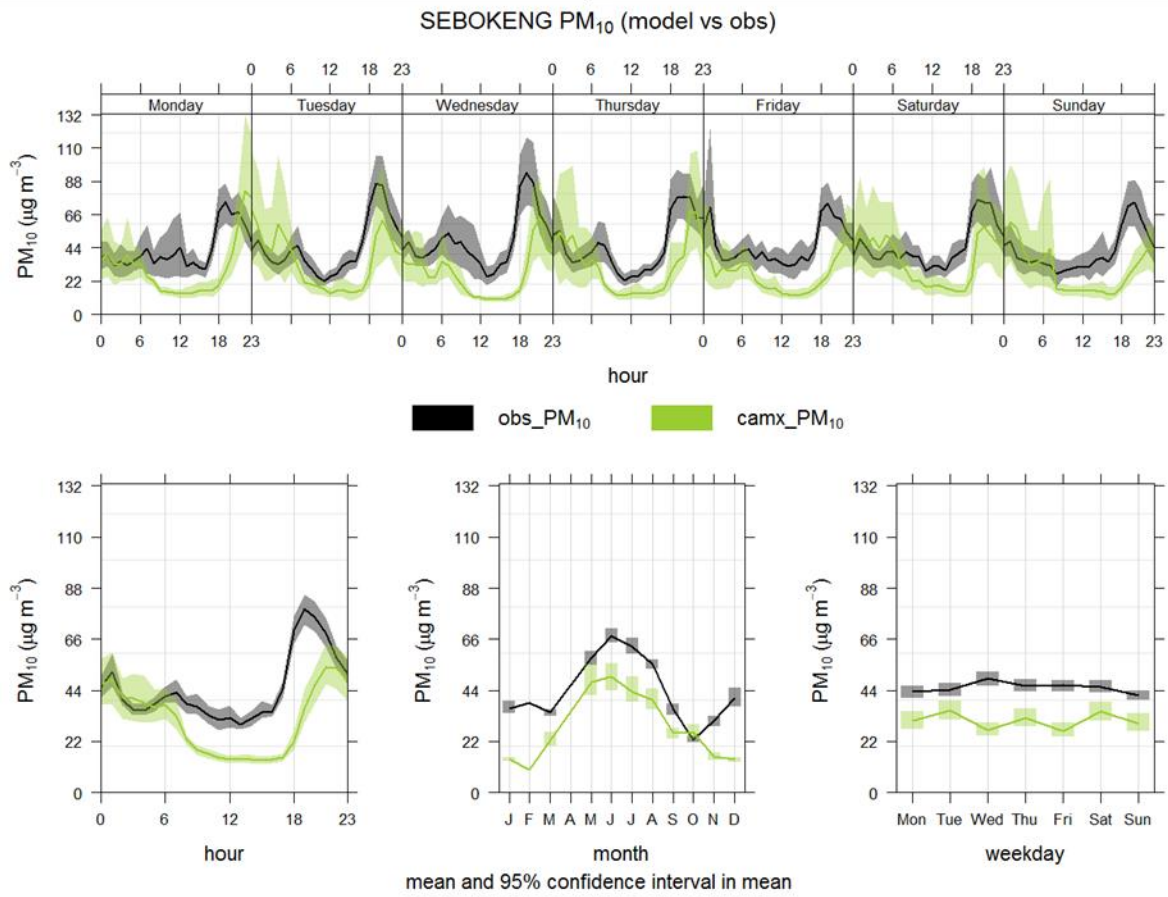 SEBOKENG PM₁₀ (model vs obs)
0 6 12 18 23 0 6 12 18 23 0 6 12 18 23
Monday Tuesday Wednesday Thursday Friday Saturday Sunday
132
110
88
66
44
22
0
PM₁₀ (µg m⁻³)
0 6 12 18 23 0 6 12 18 23 0 6 12 18 23 0 6 12 18 23
hour
obs_PM₁₀ camx_PM₁₀
132
110
88
66
44
22
0
PM₁₀ (µg m⁻³)
0 6 12 18 23
hour
132
110
88
66
44
22
0
PM₁₀ (µg m⁻³)
J F M A M J J A S O N D
month
132
110
88
66
44
22
0
PM₁₀ (µg m⁻³)
Mon Tue Wed Thu Fri Sat Sun
weekday
mean and 95% confidence interval in mean